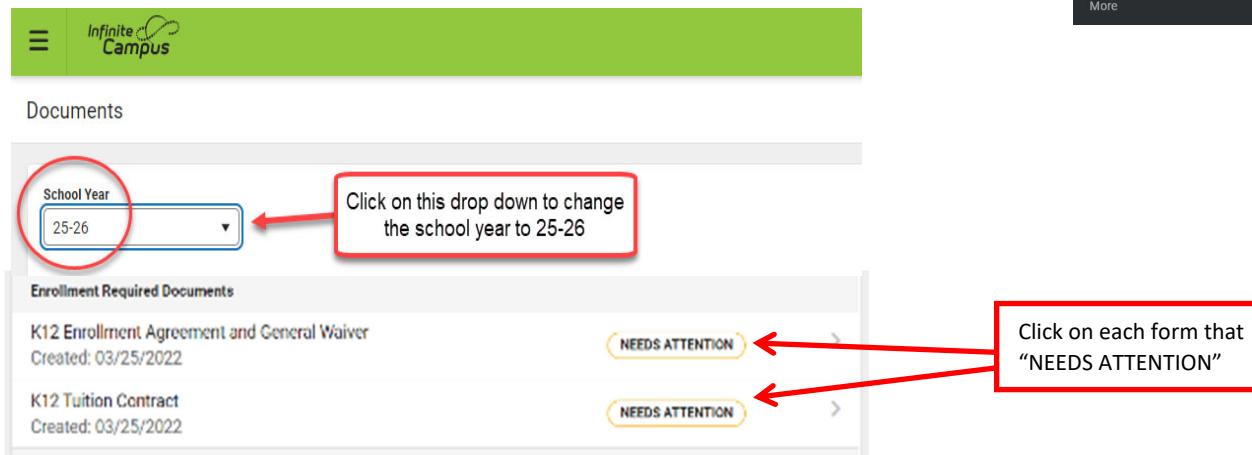 More
Infinite
Campus
Documents
School Year
25-26
Click on this drop down to change
the school year to 25-26
Enrollment Required Documents
K12 Enrollment Agreement and General Waiver
Created: 03/25/2022
NEEDS ATTENTION
Click on each form that
“NEEDS ATTENTION”
K12 Tuition Contract
Created: 03/25/2022
NEEDS ATTENTION